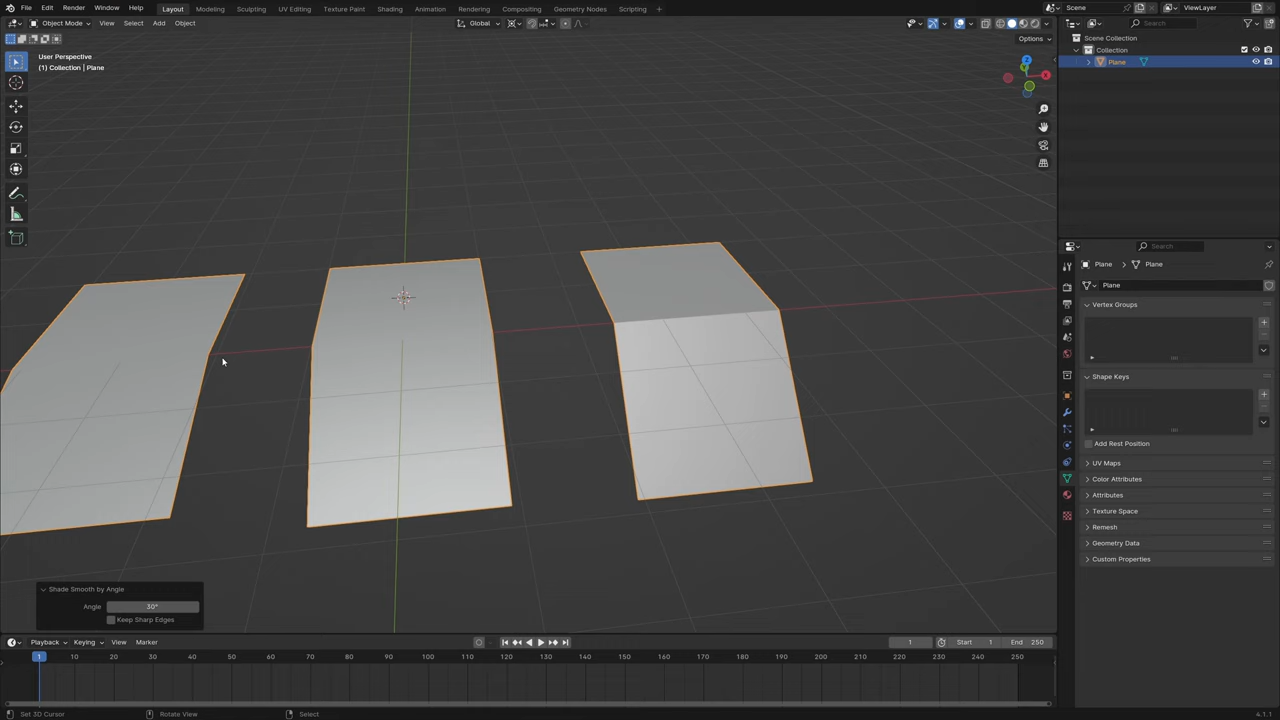 File Edit Render Window Help Layout Modeling Sculpting UV Editing Texture Paint Shading Animation Rendering Compositing Geometry Nodes Scripting + Scene ViewLayer
Object Mode View Select Add Object Global Search
Options
User Perspective
(1) Collection | Plane
Scene Collection
Collection
Plane
Search
Plane > Plane
Plane
Vertex Groups
Shape Keys
Add Rest Position
UV Maps
Color Attributes
Attributes
Texture Space
Remesh
Geometry Data
Custom Properties
Shade Smooth by Angle
Angle 30°
Keep Sharp Edges
Playback Keying View Marker 1 Start 1 End 250
1 10 20 30 40 50 60 70 80 90 100 110 120 130 140 150 160 170 180 190 200 210 220 230 240 250
Set 3D Cursor Rotate View Select 4.1.1